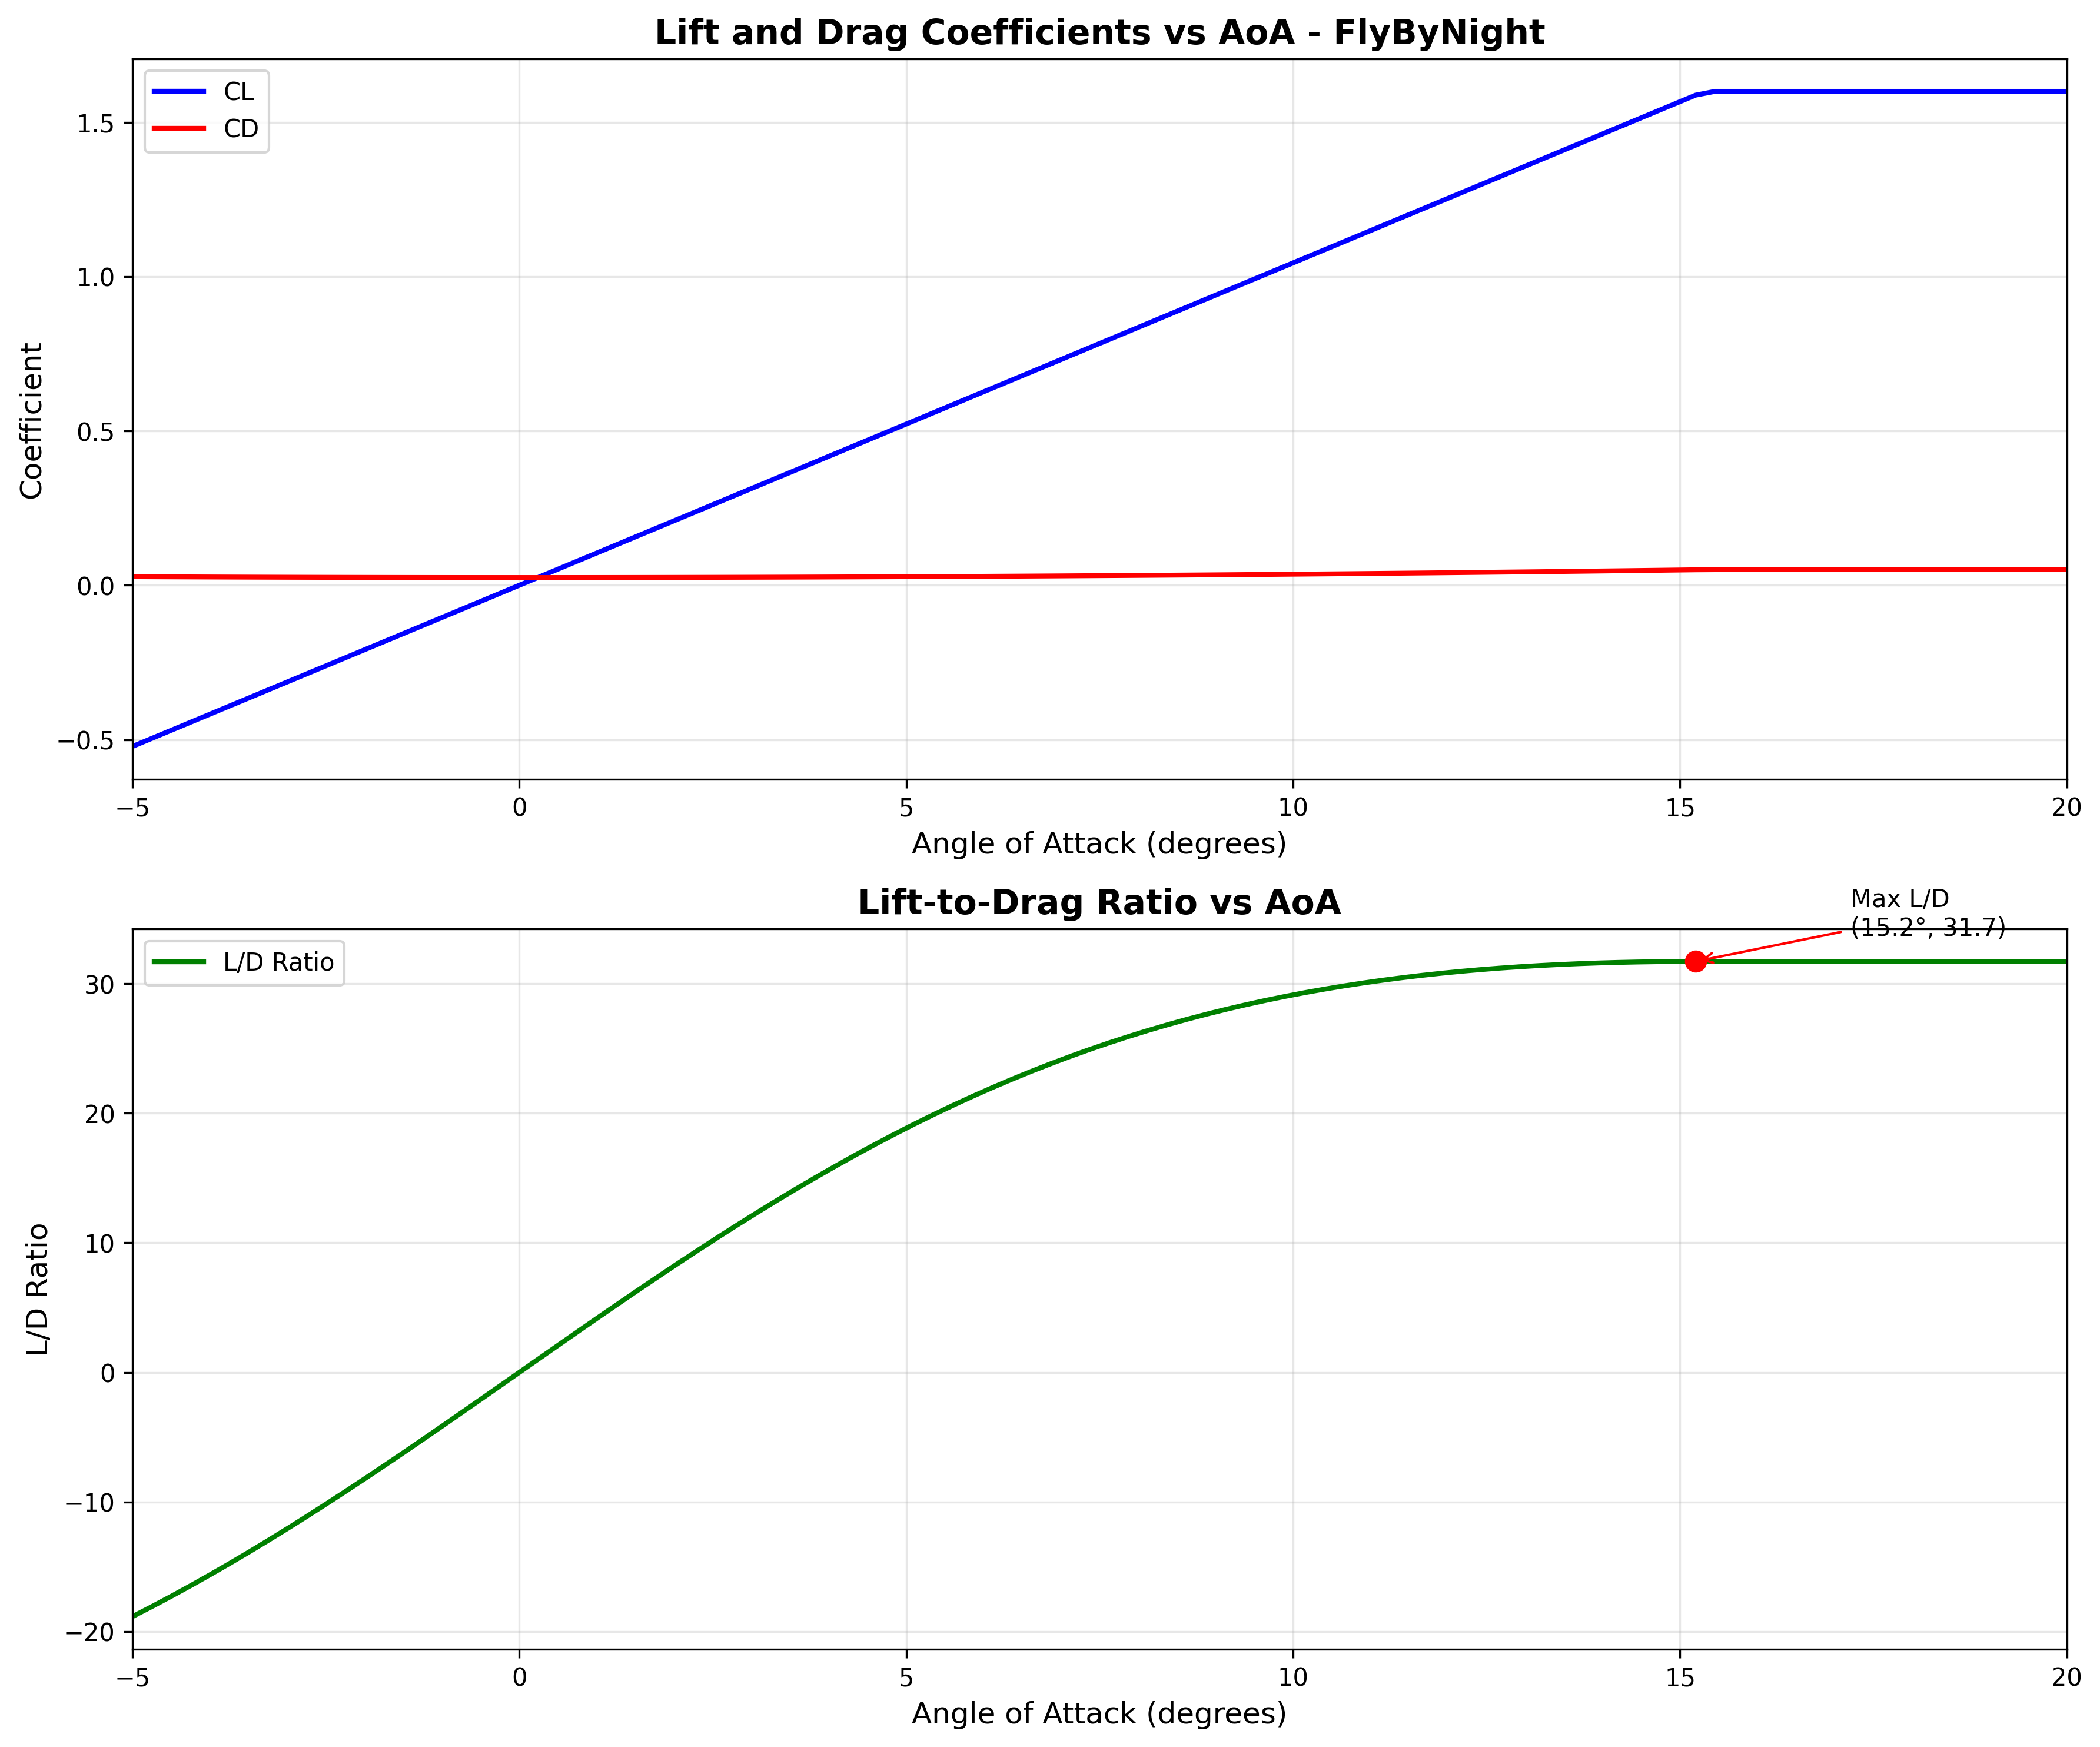 Lift and Drag Coefficients vs AoA - FlyByNight
CL
CD
Coefficient
1.5
1.0
0.5
0.0
−0.5
−5
0
5
10
15
20
Angle of Attack (degrees)
Lift-to-Drag Ratio vs AoA
Max L/D
(15.2°, 31.7)
L/D Ratio
L/D Ratio
30
20
10
0
−10
−20
−5
0
5
10
15
20
Angle of Attack (degrees)